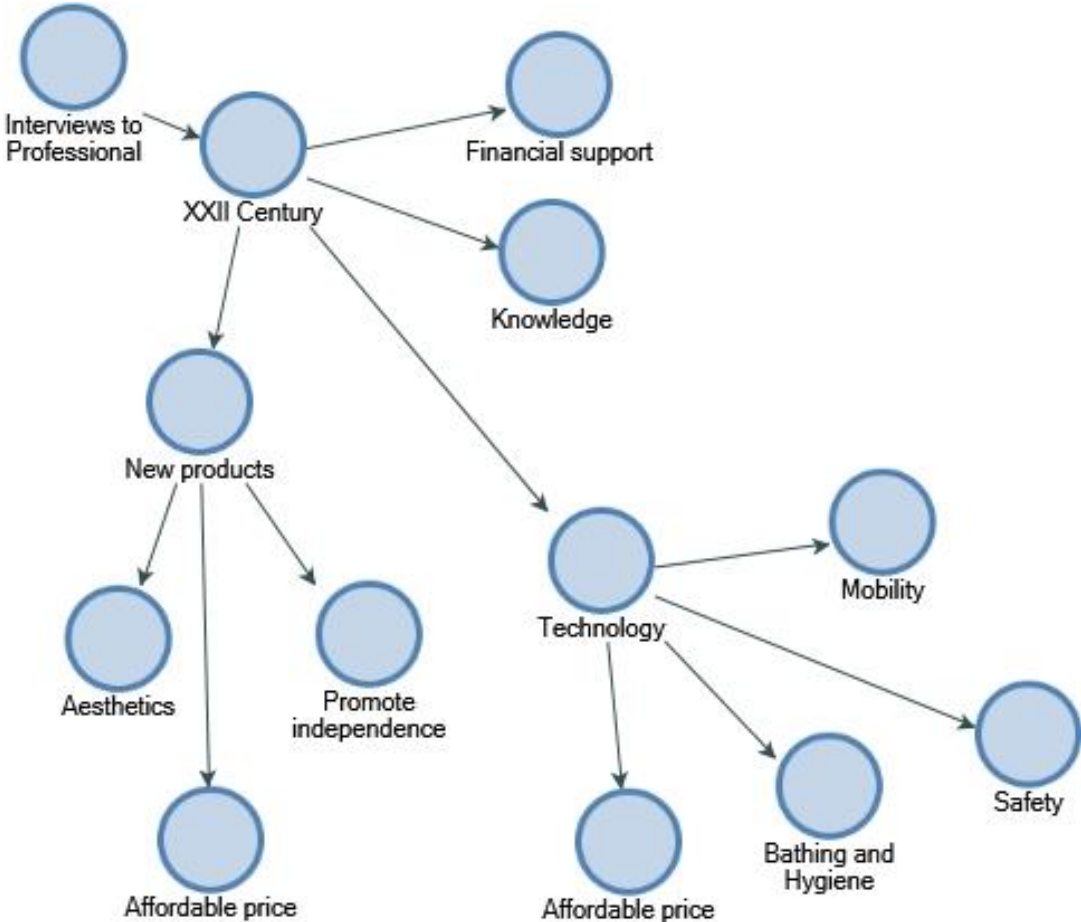 Interviews to
Professional
Financial support
XXII Century
Knowledge
New products
Mobility
Technology
Aesthetics
Promote
independence
Safety
Bathing and
Hygiene
Affordable price
Affordable price